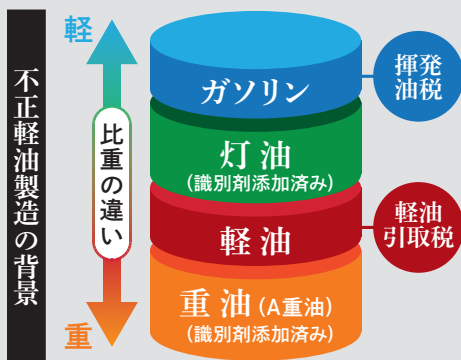 不正軽油製造の背景
軽
比重の違い
重
ガソリン
灯油
(識別剤添加済み)
軽油
重油(A重油)
(識別剤添加済み)
揮発
油税
軽油
引取税